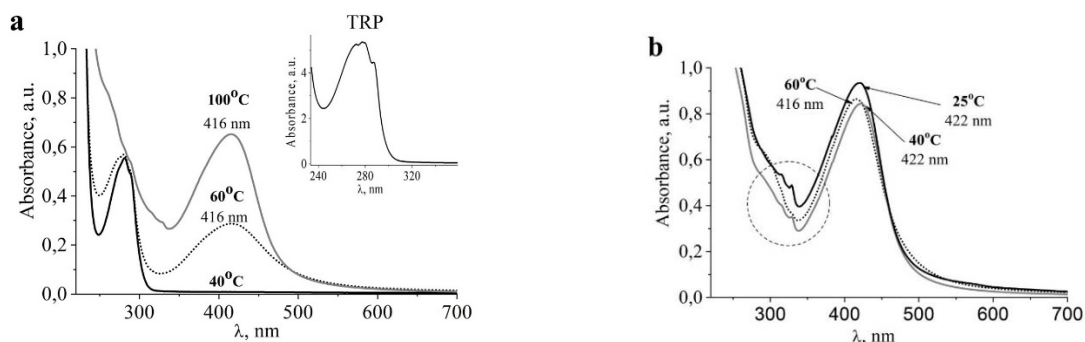 a
TRP
Absorbance, a.u.
1,0
0,8
0,6
0,4
0,2
0,0
300
400
500
600
700
λ, nm
100°C
416 nm
60°C
416 nm
40°C
Absorbance, a.u.
4
2
0
240
280
320
360
λ, nm
b
Absorbance, a.u.
1,0
0,8
0,6
0,4
0,2
0,0
300
400
500
600
700
λ, nm
60°C
416 nm
25°C
422 nm
40°C
422 nm